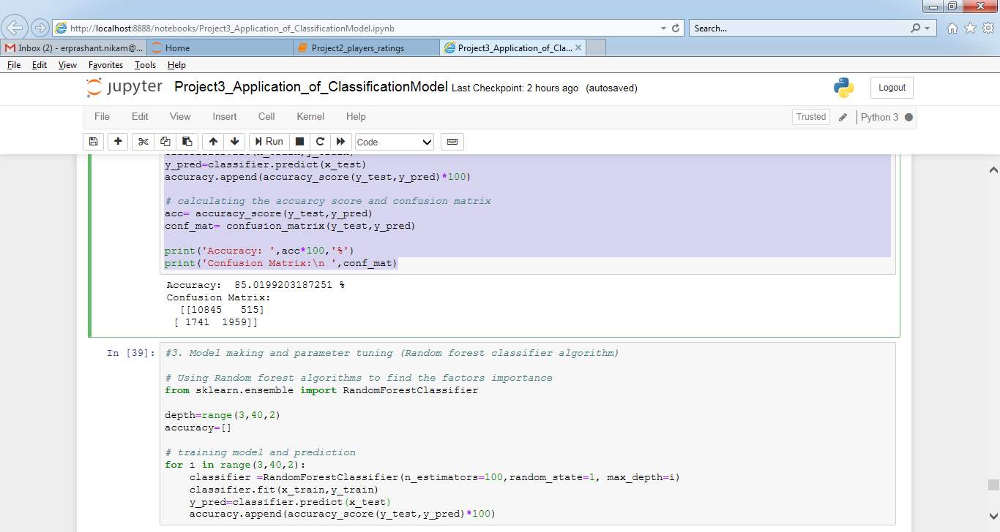 http://localhost:8888/notebooks/Project3_Application_of_ClassificationModel.ipynb
Search...
Inbox (2) - erprashant.nikam@...
Home
Project2_players_ratings
Project3_Application_of_Cla...
File Edit View Favorites Tools Help
jupyter Project3_Application_of_ClassificationModel Last Checkpoint: 2 hours ago (autosaved)
Logout
File Edit View Insert Cell Kernel Help
Trusted
Python 3
Run
Code
y_pred=classifier.predict(x_test)
accuracy.append(accuracy_score(y_test,y_pred)*100)
# calculating the accuarcy score and confusion matrix
acc= accuracy_score(y_test,y_pred)
conf_mat= confusion_matrix(y_test,y_pred)
print('Accuracy: ',acc*100,'%')
print('Confusion Matrix:\n ',conf_mat)
Accuracy:  85.0199203187251 %
Confusion Matrix:
[[10845   515]
[ 1741  1959]]
In [39]:
#3. Model making and parameter tuning (Random forest classifier algorithm)
# Using Random forest algorithms to find the factors importance
from sklearn.ensemble import RandomForestClassifier
depth=range(3,40,2)
accuracy=[]
# training model and prediction
for i in range(3,40,2):
    classifier =RandomForestClassifier(n_estimators=100,random_state=1, max_depth=i)
    classifier.fit(x_train,y_train)
    y_pred=classifier.predict(x_test)
    accuracy.append(accuracy_score(y_test,y_pred)*100)